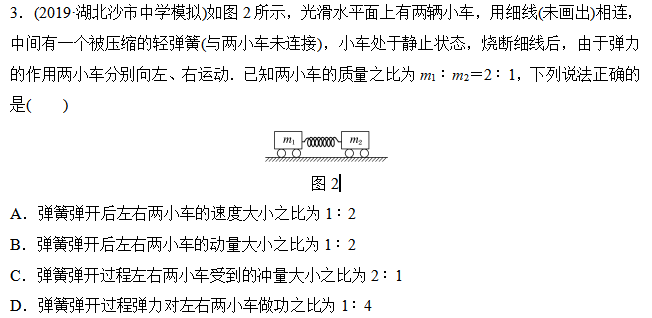 3．(2019·湖北沙市中学模拟)如图2所示，光滑水平面上有两辆小车，用细线(未画出)相连，
中间有一个被压缩的轻弹簧(与两小车未连接)，小车处于静止状态，烧断细线后，由于弹力
的作用两小车分别向左、右运动．已知两小车的质量之比为m₁∶m₂＝2∶1，下列说法正确的
是(　　)
m₁ m₂
图2
A．弹簧弹开后左右两小车的速度大小之比为1∶2
B．弹簧弹开后左右两小车的动量大小之比为1∶2
C．弹簧弹开过程左右两小车受到的冲量大小之比为2∶1
D．弹簧弹开过程弹力对左右两小车做功之比为1∶4